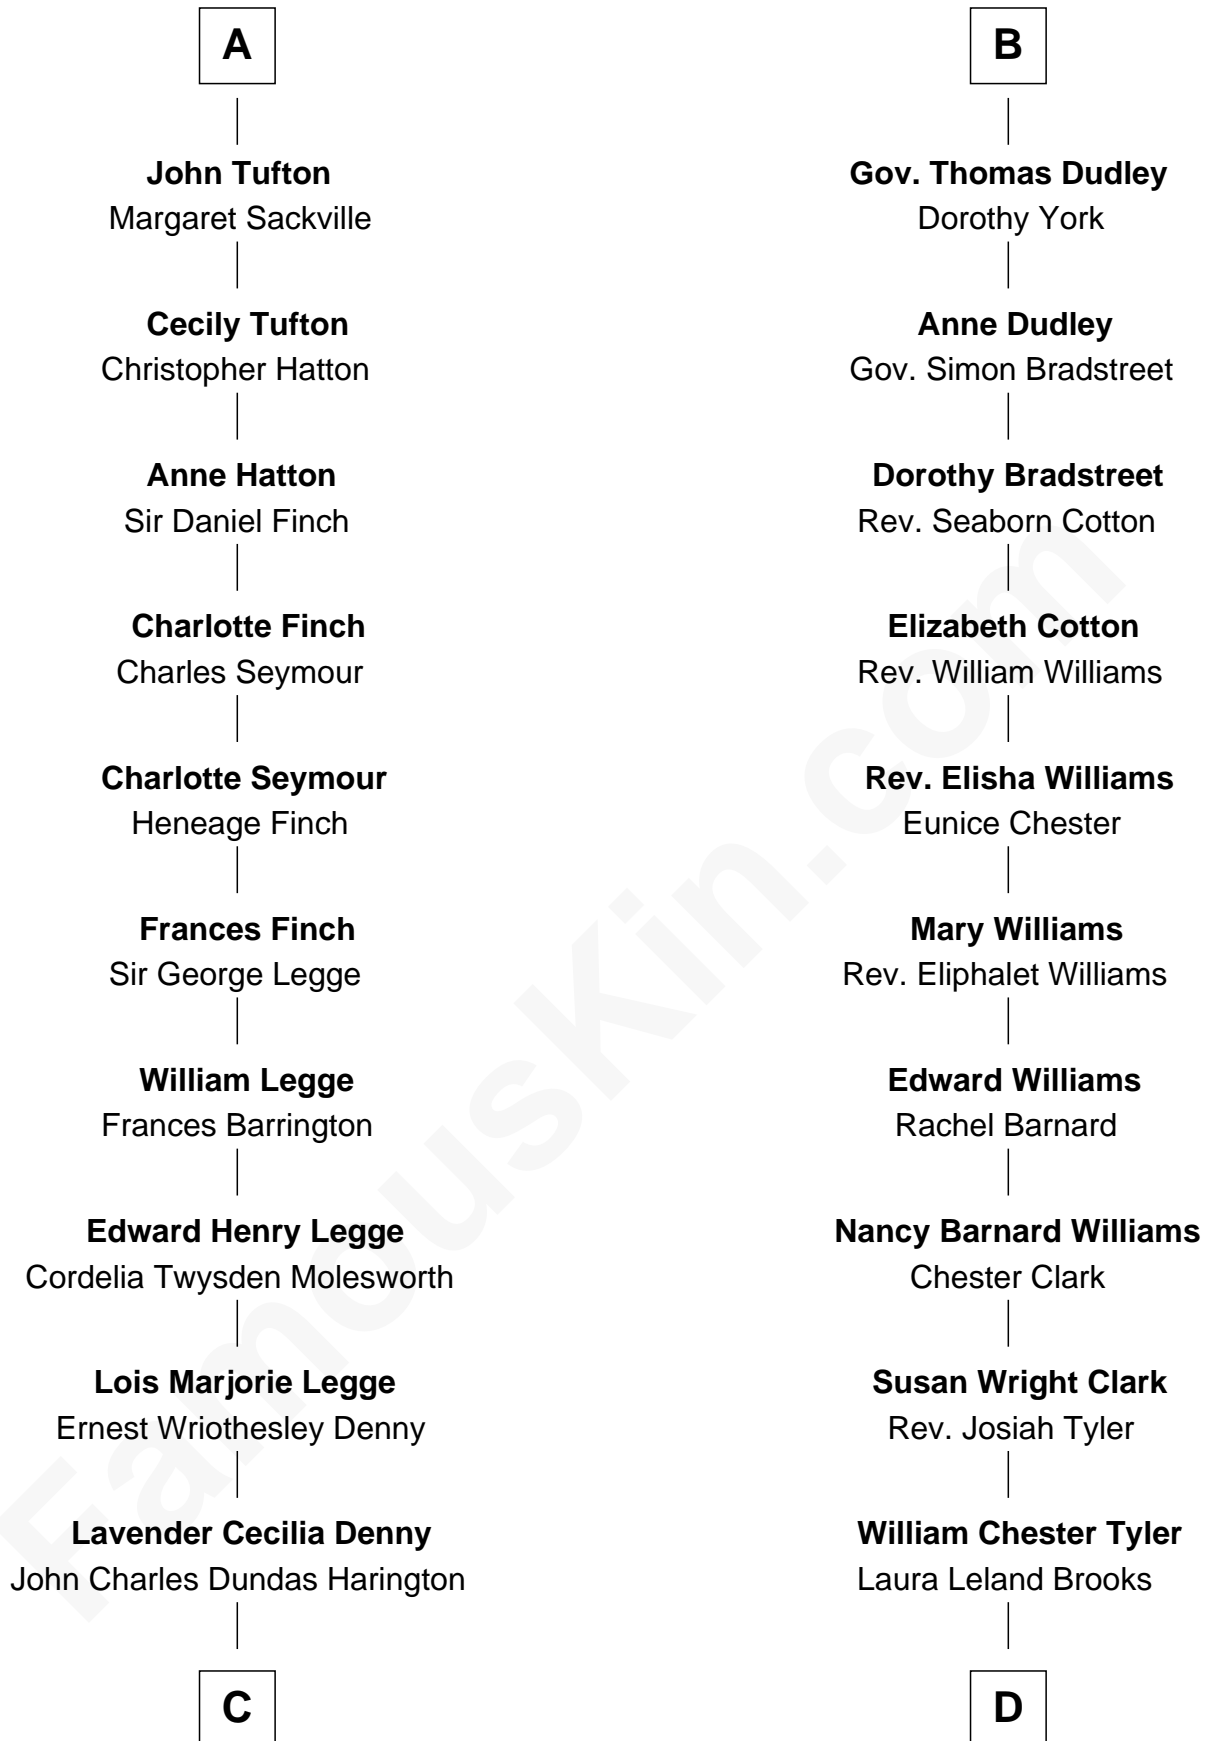 A
John Tufton
Margaret Sackville
Cecily Tufton
Christopher Hatton
Anne Hatton
Sir Daniel Finch
Charlotte Finch
Charles Seymour
Charlotte Seymour
Heneage Finch
Frances Finch
Sir George Legge
William Legge
Frances Barrington
Edward Henry Legge
Cordelia Twysden Molesworth
Lois Marjorie Legge
Ernest Wriothesley Denny
Lavender Cecilia Denny
John Charles Dundas Harington
C
B
Gov. Thomas Dudley
Dorothy York
Anne Dudley
Gov. Simon Bradstreet
Dorothy Bradstreet
Rev. Seaborn Cotton
Elizabeth Cotton
Rev. William Williams
Rev. Elisha Williams
Eunice Chester
Mary Williams
Rev. Eliphalet Williams
Edward Williams
Rachel Barnard
Nancy Barnard Williams
Chester Clark
Susan Wright Clark
Rev. Josiah Tyler
William Chester Tyler
Laura Leland Brooks
D
FamousKin.com